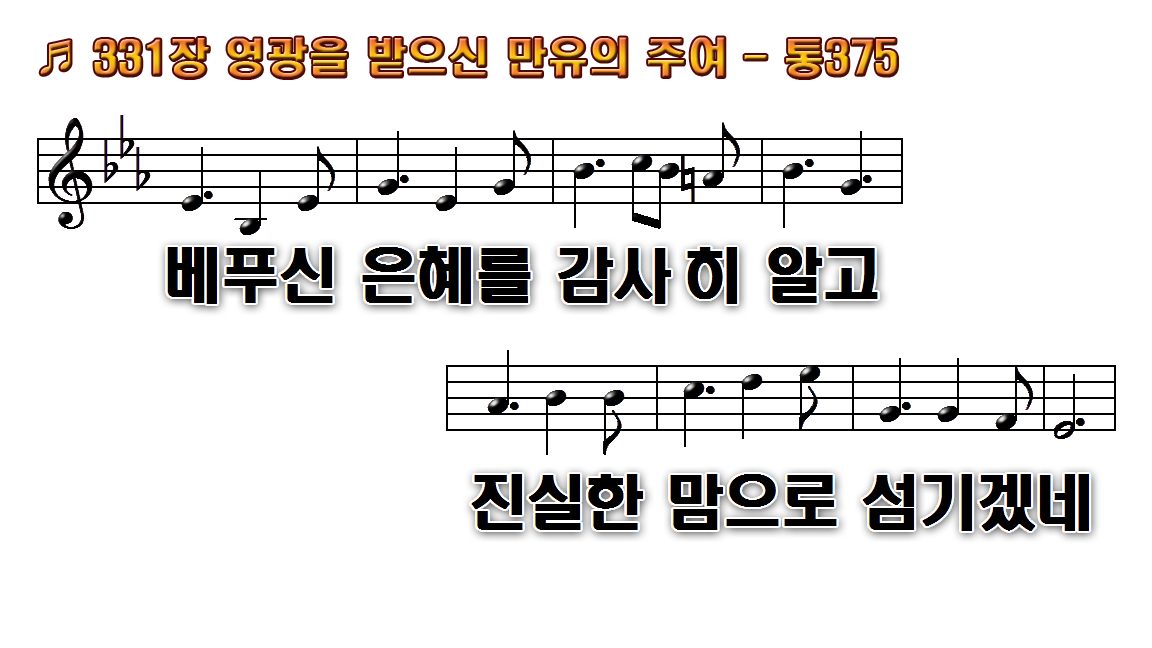 ♬ 331장 영광을 받으신 만유의 주여 - 통375
베푸신 은혜를 감사 히 알고
진실한 맘으로 섬기겠네